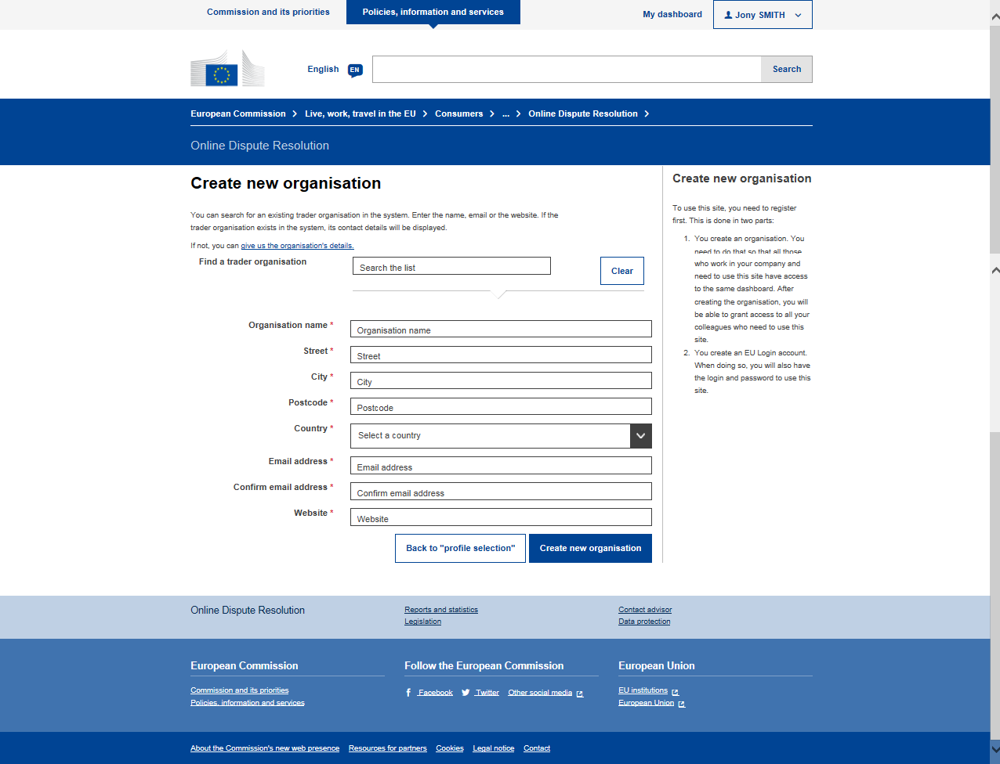 Commission and its priorities
Policies, information and services
My dashboard
Jony SMITH
English EN
Search
European Commission > Live, work, travel in the EU > Consumers > ... > Online Dispute Resolution >
Online Dispute Resolution
Create new organisation
You can search for an existing trader organisation in the system. Enter the name, email or the website. If the
trader organisation exists in the system, its contact details will be displayed.
If not, you can give us the organisation's details.
Find a trader organisation
Search the list
Clear
Organisation name *
Organisation name
Street *
Street
City *
City
Postcode *
Postcode
Country *
Select a country
Email address *
Email address
Confirm email address *
Confirm email address
Website *
Website
Back to "profile selection"
Create new organisation
Create new organisation
To use this site, you need to register
first. This is done in two parts:
1. You create an organisation. You
need to do that so that all those
who work in your company and
need to use this site have access
to the same dashboard. After
creating the organisation, you will
be able to grant access to all your
colleagues who need to use this
site.
2. You create an EU Login account.
When doing so, you will also have
the login and password to use this
site.
Online Dispute Resolution
Reports and statistics
Legislation
Contact advisor
Data protection
European Commission
Commission and its priorities
Policies, information and services
Follow the European Commission
Facebook Twitter Other social media
European Union
EU institutions
European Union
About the Commission's new web presence Resources for partners Cookies Legal notice Contact